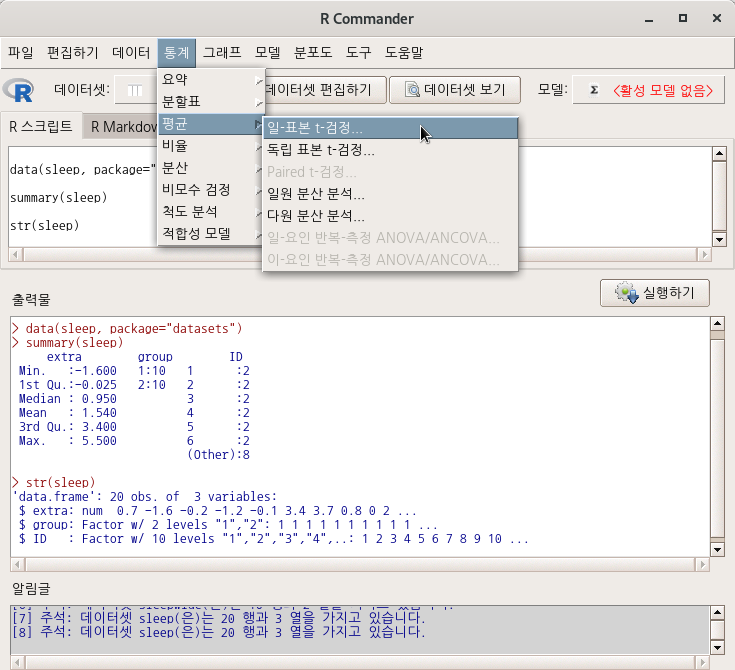 R Commander
파일 편집하기 데이터 통계 그래프 모델 분포도 도구 도움말
데이터셋: 데이터셋 편집하기 데이터셋 보기 모델: Σ <활성 모델 없음>
요약
분할표
평균
비율
분산
비모수 검정
척도 분석
적합성 모델
일-표본 t-검정...
독립 표본 t-검정...
Paired t-검정...
일원 분산 분석...
다원 분산 분석...
일-요인 반복-측정 ANOVA/ANCOVA...
이-요인 반복-측정 ANOVA/ANCOVA...
R 스크립트 R Markdow
data(sleep, package="
summary(sleep)
str(sleep)
출력물 실행하기
> data(sleep, package="datasets")
> summary(sleep)
extra group ID
Min. :-1.600 1:10 1 :2
1st Qu.:-0.025 2:10 2 :2
Median : 0.950 3 :2
Mean : 1.540 4 :2
3rd Qu.: 3.400 5 :2
Max. : 5.500 6 :2
(Other):8
> str(sleep)
'data.frame': 20 obs. of 3 variables:
$ extra: num 0.7 -1.6 -0.2 -1.2 -0.1 3.4 3.7 0.8 0 2 ...
$ group: Factor w/ 2 levels "1","2": 1 1 1 1 1 1 1 1 1 1 ...
$ ID : Factor w/ 10 levels "1","2","3","4",..: 1 2 3 4 5 6 7 8 9 10 ...
알림글
[7] 주석: 데이터셋 sleep(은)는 20 행과 3 열을 가지고 있습니다.
[8] 주석: 데이터셋 sleep(은)는 20 행과 3 열을 가지고 있습니다.